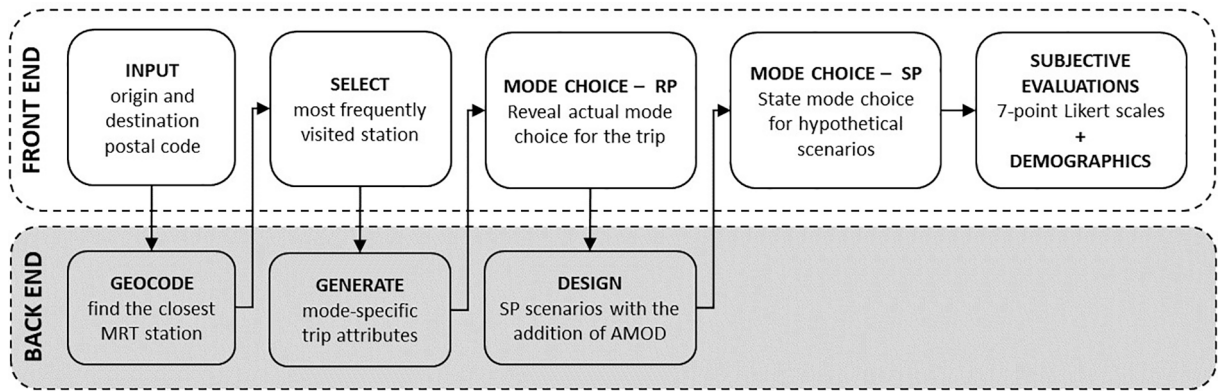 FRONT END
INPUT
origin and
destination
postal code
SELECT
most frequently
visited station
MODE CHOICE – RP
Reveal actual mode
choice for the trip
MODE CHOICE – SP
State mode choice
for hypothetical
scenarios
SUBJECTIVE
EVALUATIONS
7-point Likert scales
+
DEMOGRAPHICS
BACK END
GEOCODE
find the closest
MRT station
GENERATE
mode-specific
trip attributes
DESIGN
SP scenarios with the
addition of AMOD